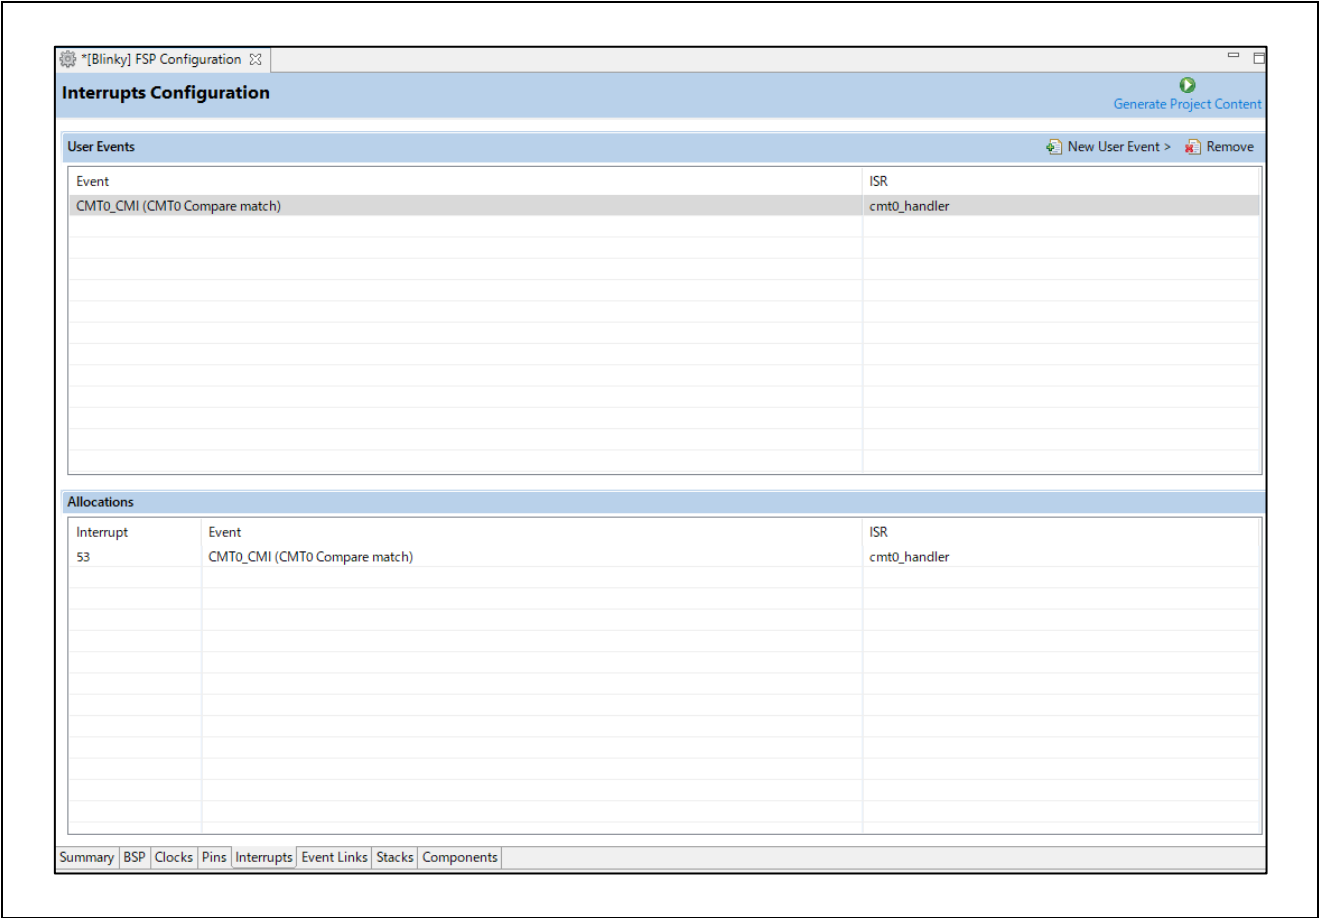 *[Blinky] FSP Configuration
Interrupts Configuration
Generate Project Content
User Events
New User Event > Remove
Event ISR
CMT0_CMI (CMT0 Compare match) cmt0_handler
Allocations
Interrupt Event ISR
53 CMT0_CMI (CMT0 Compare match) cmt0_handler
Summary BSP Clocks Pins Interrupts Event Links Stacks Components